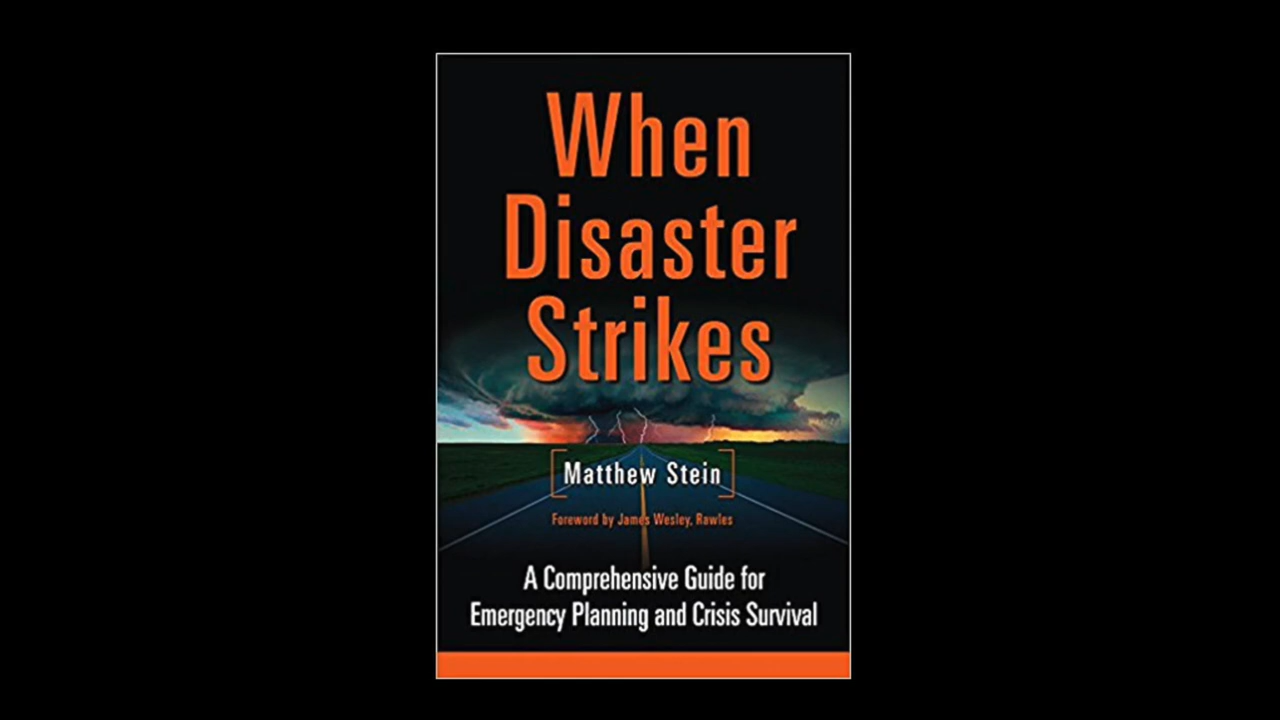 When
Disaster
Strikes
Matthew Stein
Foreword by James Wesley, Rawles
A Comprehensive Guide for
Emergency Planning and Crisis Survival